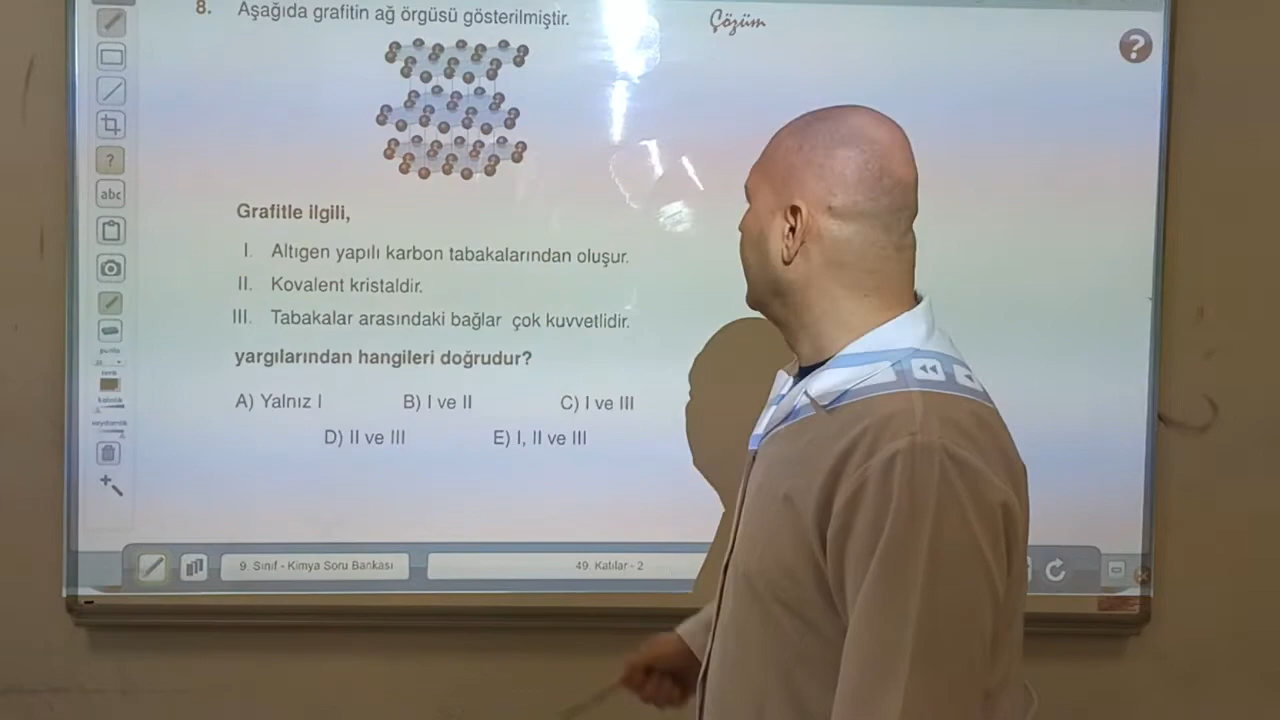 8. Aşağıda grafitin ağ örgüsü gösterilmiştir.
Çözüm
?
?
abc
Grafitle ilgili,
I. Altıgen yapılı karbon tabakalarından oluşur.
II. Kovalent kristaldir.
III. Tabakalar arasındaki bağlar çok kuvvetlidir.
yargılarından hangileri doğrudur?
A) Yalnız I B) I ve II C) I ve III
D) II ve III E) I, II ve III
9. Sınıf - Kimya Soru Bankası 49. Katılar - 2